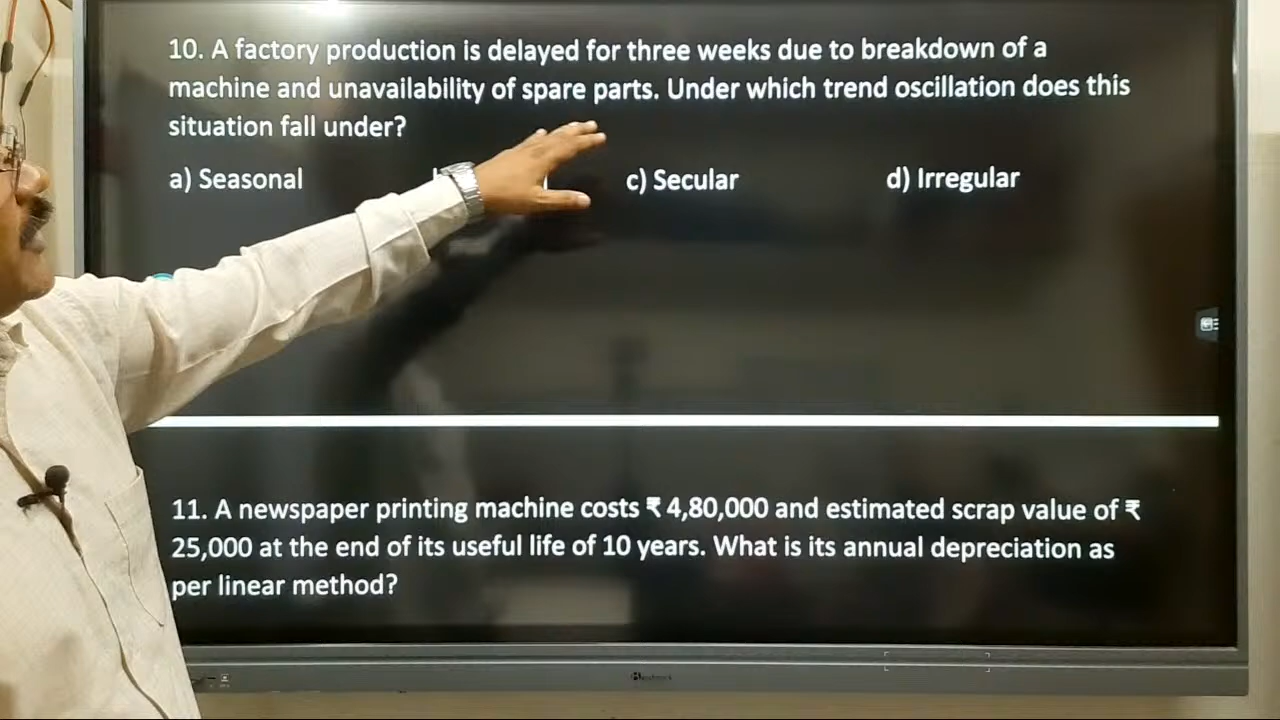 10. A factory production is delayed for three weeks due to breakdown of a
machine and unavailability of spare parts. Under which trend oscillation does this
situation fall under?
a) Seasonal c) Secular d) Irregular
11. A newspaper printing machine costs ₹ 4,80,000 and estimated scrap value of ₹
25,000 at the end of its useful life of 10 years. What is its annual depreciation as
per linear method?